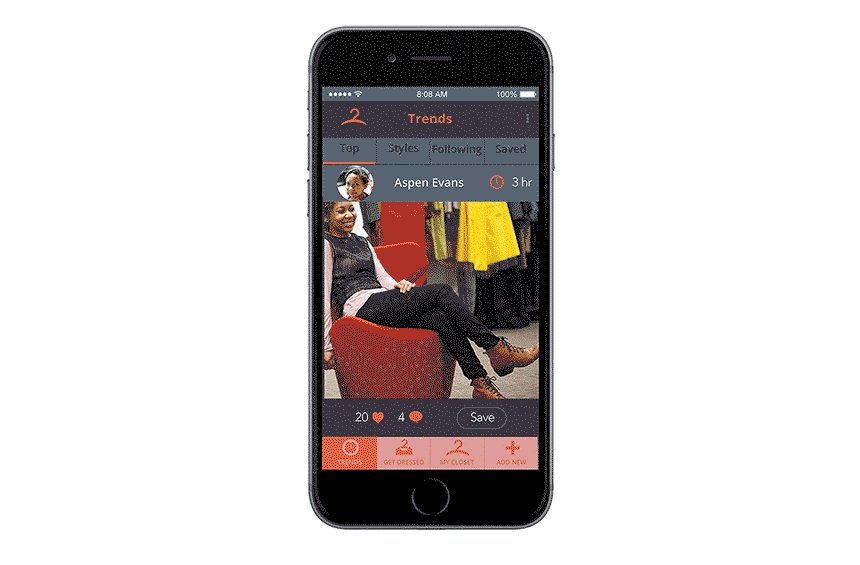 8:08 AM 100%
Trends
Top Styles Following Saved
Aspen Evans 3 hr
20 4 Save
TRENDS GET DRESSED MY CLOSET ADD NEW